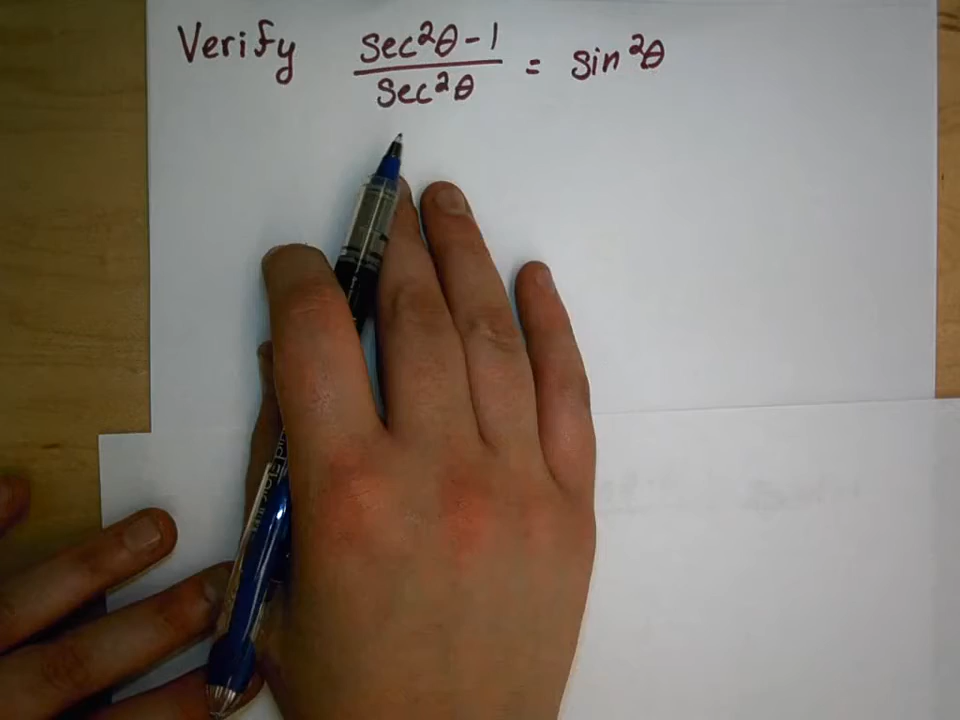 Verify sec²θ-1 / sec²θ = sin²θ